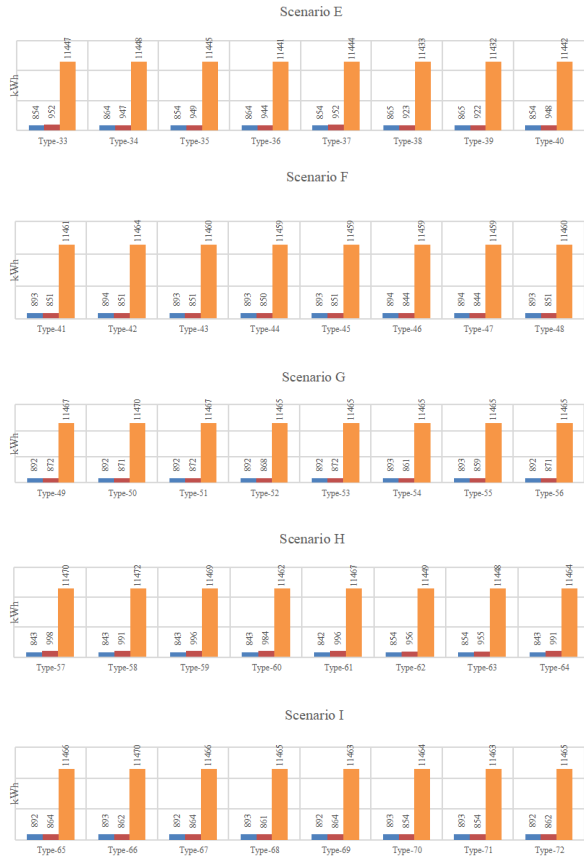 Scenario E
kWh
854 952 11447 864 947 11448 854 949 11445 864 944 11441 854 952 11444 865 923 11433 865 922 11432 854 948 11442
Type-33 Type-34 Type-35 Type-36 Type-37 Type-38 Type-39 Type-40
Scenario F
kWh
893 851 11461 894 851 11464 893 851 11460 893 850 11459 893 851 11459 894 844 11459 894 844 11459 893 851 11460
Type-41 Type-42 Type-43 Type-44 Type-45 Type-46 Type-47 Type-48
Scenario G
kWh
892 872 11467 892 871 11470 892 872 11467 892 868 11465 892 872 11465 893 861 11465 893 859 11465 892 871 11465
Type-49 Type-50 Type-51 Type-52 Type-53 Type-54 Type-55 Type-56
Scenario H
kWh
843 998 11470 843 991 11472 843 996 11469 843 984 11462 842 996 11467 854 956 11449 854 955 11448 843 991 11464
Type-57 Type-58 Type-59 Type-60 Type-61 Type-62 Type-63 Type-64
Scenario I
kWh
892 864 11466 893 862 11470 892 864 11466 893 861 11465 892 864 11463 893 854 11464 893 854 11463 892 862 11465
Type-65 Type-66 Type-67 Type-68 Type-69 Type-70 Type-71 Type-72